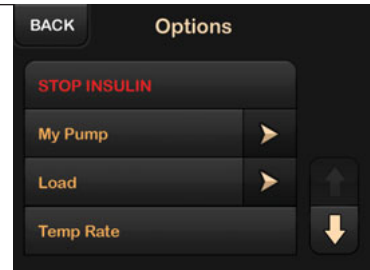 BACK
Options
STOP INSULIN
My Pump
Load
Temp Rate